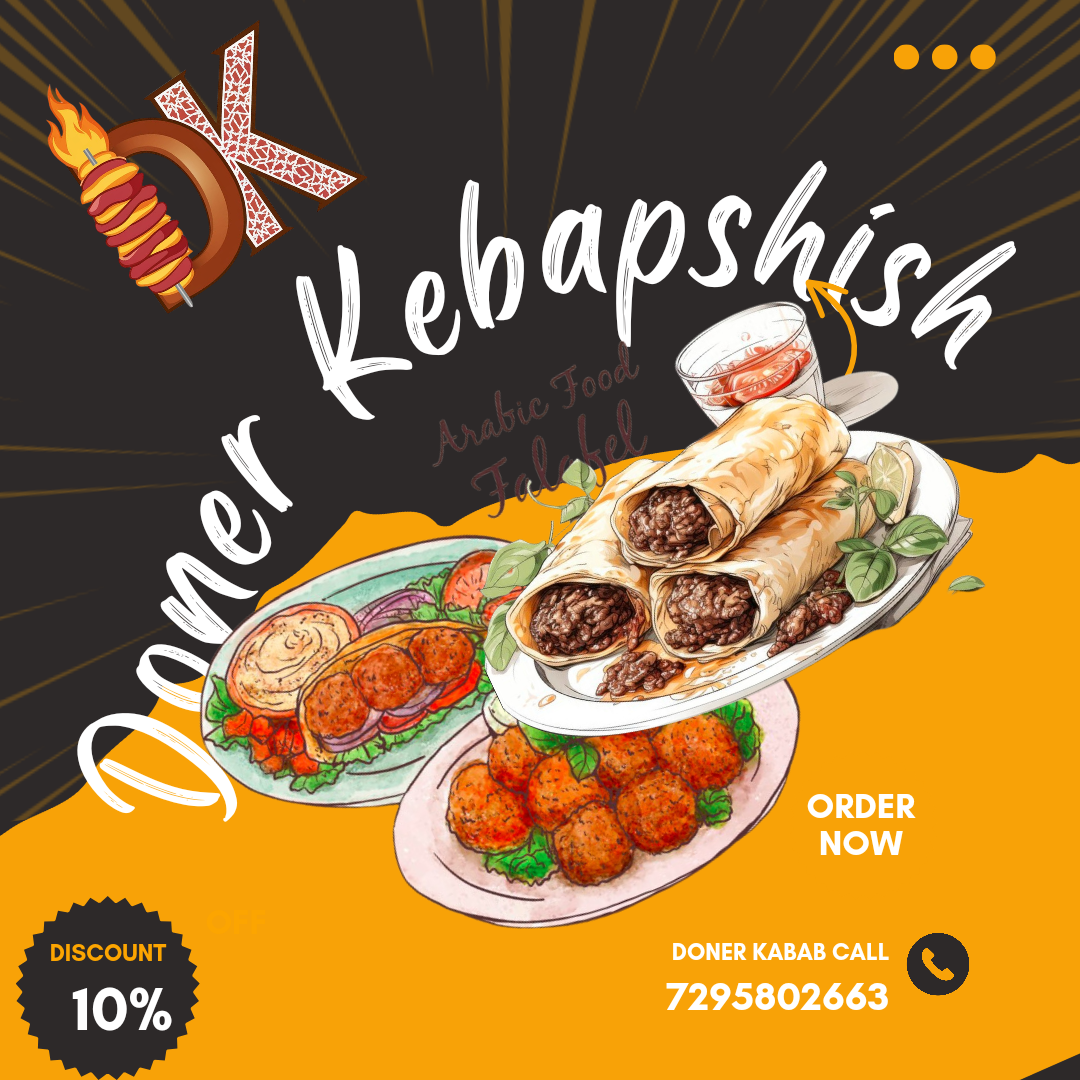 DK
Doner Kebapshish
Arabic Food
Falafel
ORDER
NOW
OFF
DISCOUNT
10%
DONER KABAB CALL
7295802663